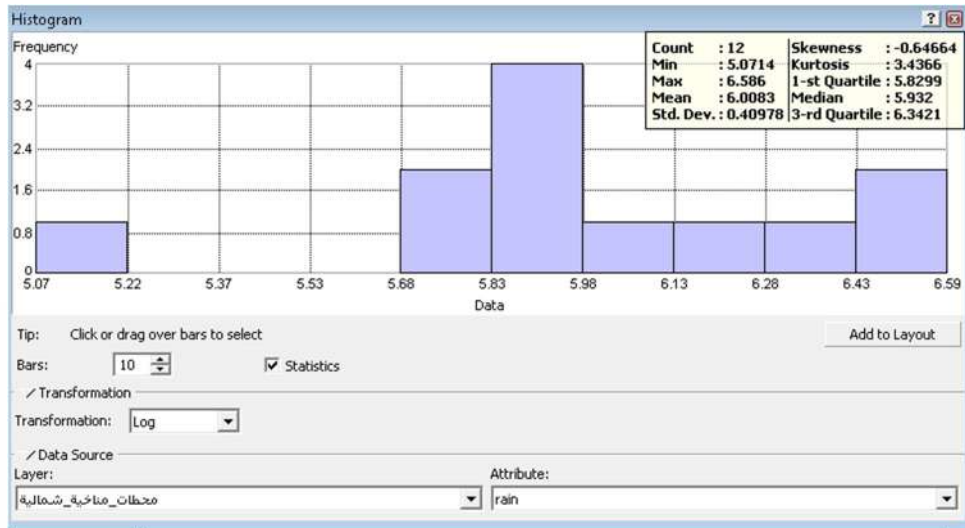 Histogram
Frequency
Count : 12 Skewness : -0.64664
Min : 5.0714 Kurtosis : 3.4366
Max : 6.586 1-st Quartile : 5.8299
Mean : 6.0083 Median : 5.932
Std. Dev. : 0.40978 3-rd Quartile : 6.3421
4
3.2
2.4
1.6
0.8
0
5.07 5.22 5.37 5.53 5.68 5.83 5.98 6.13 6.28 6.43 6.59
Data
Tip: Click or drag over bars to select
Add to Layout
Bars: 10 Statistics
Transformation
Transformation: Log
Data Source
Layer: Attribute:
محطات_مناخية_شمالية rain